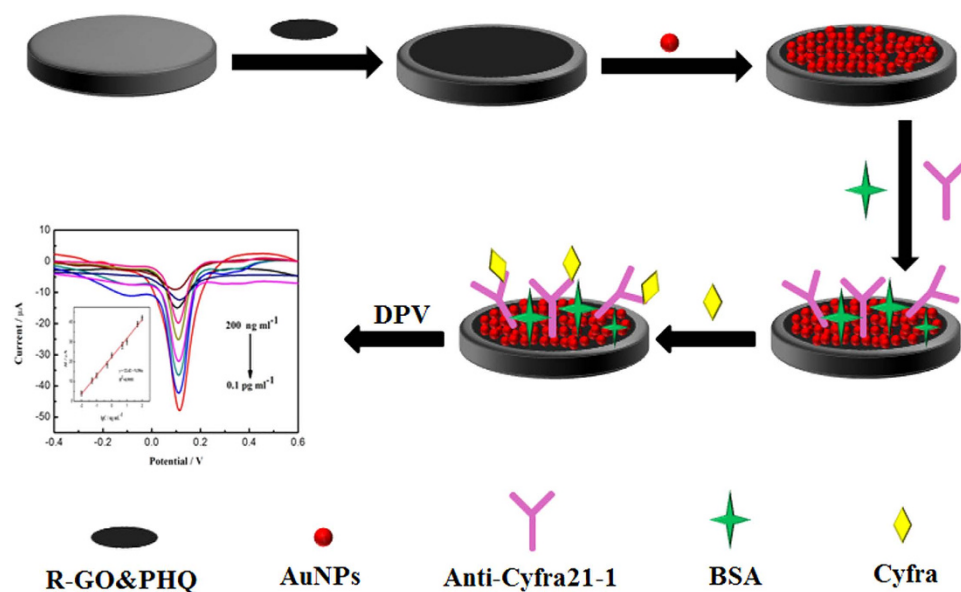 10
0
-10
-20
-30
-40
-50
Current / μA
-0.4 -0.2 0.0 0.2 0.4 0.6
Potential / V
200 ng ml⁻¹
0.1 pg ml⁻¹
DPV
R-GO&PHQ AuNPs Anti-Cyfra21-1 BSA Cyfra